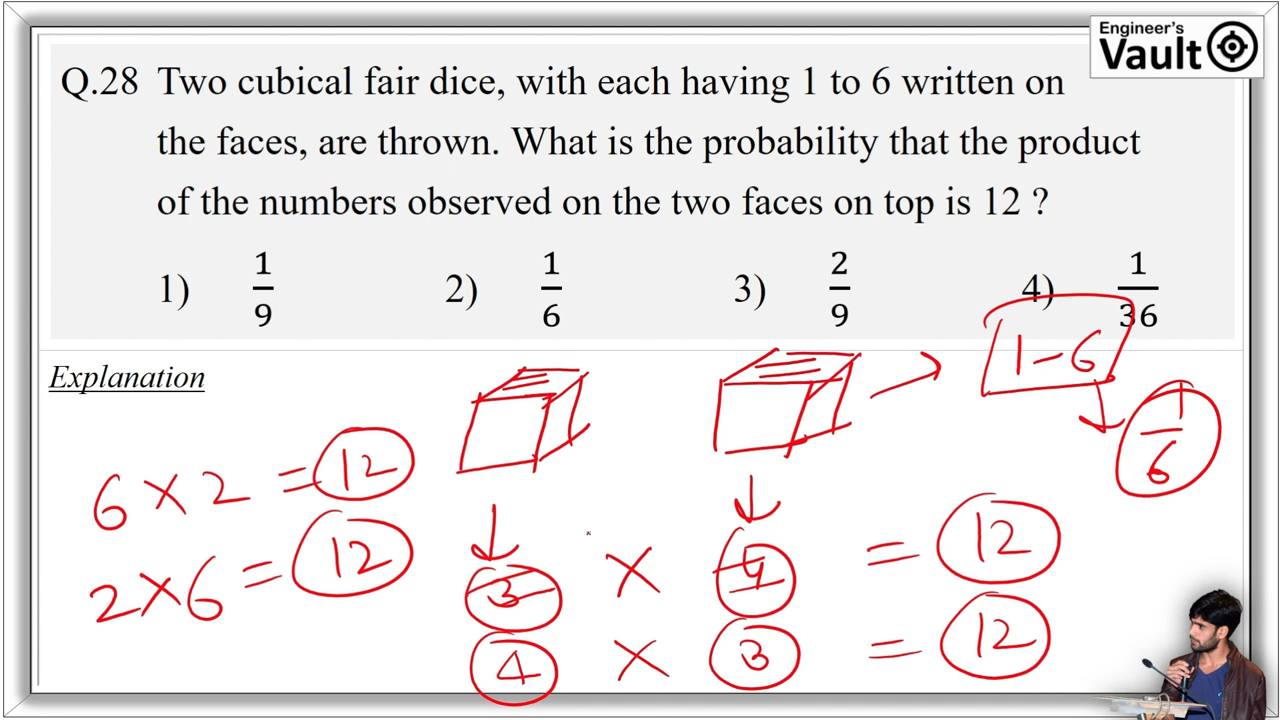 Engineer's
Vault
Q.28 Two cubical fair dice, with each having 1 to 6 written on
the faces, are thrown. What is the probability that the product
of the numbers observed on the two faces on top is 12 ?
1) 1/9 2) 1/6 3) 2/9 4) 1/36
Explanation
1-6
1/6
6 × 2 = 12
2 × 6 = 12
3 × 4 = 12
4 × 3 = 12